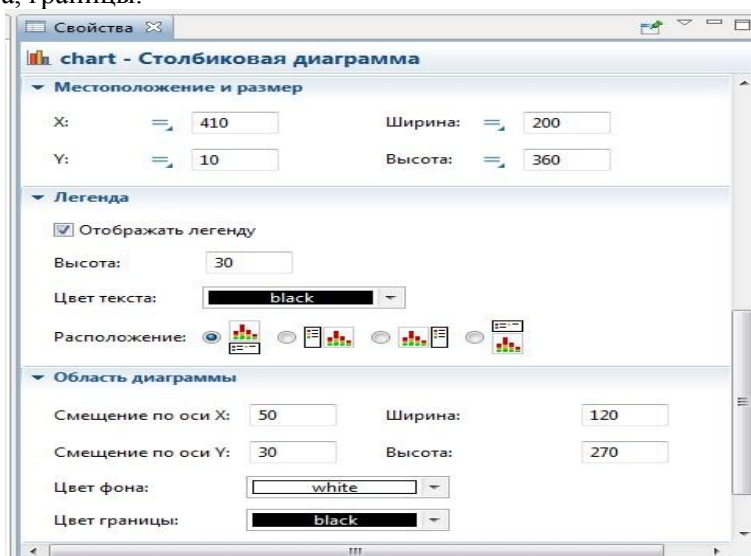 а, границы.
Свойства
chart - Столбиковая диаграмма
Местоположение и размер
X: 410 Ширина: 200
Y: 10 Высота: 360
Легенда
Отображать легенду
Высота: 30
Цвет текста: black
Расположение:
Область диаграммы
Смещение по оси X: 50 Ширина: 120
Смещение по оси Y: 30 Высота: 270
Цвет фона: white
Цвет границы: black